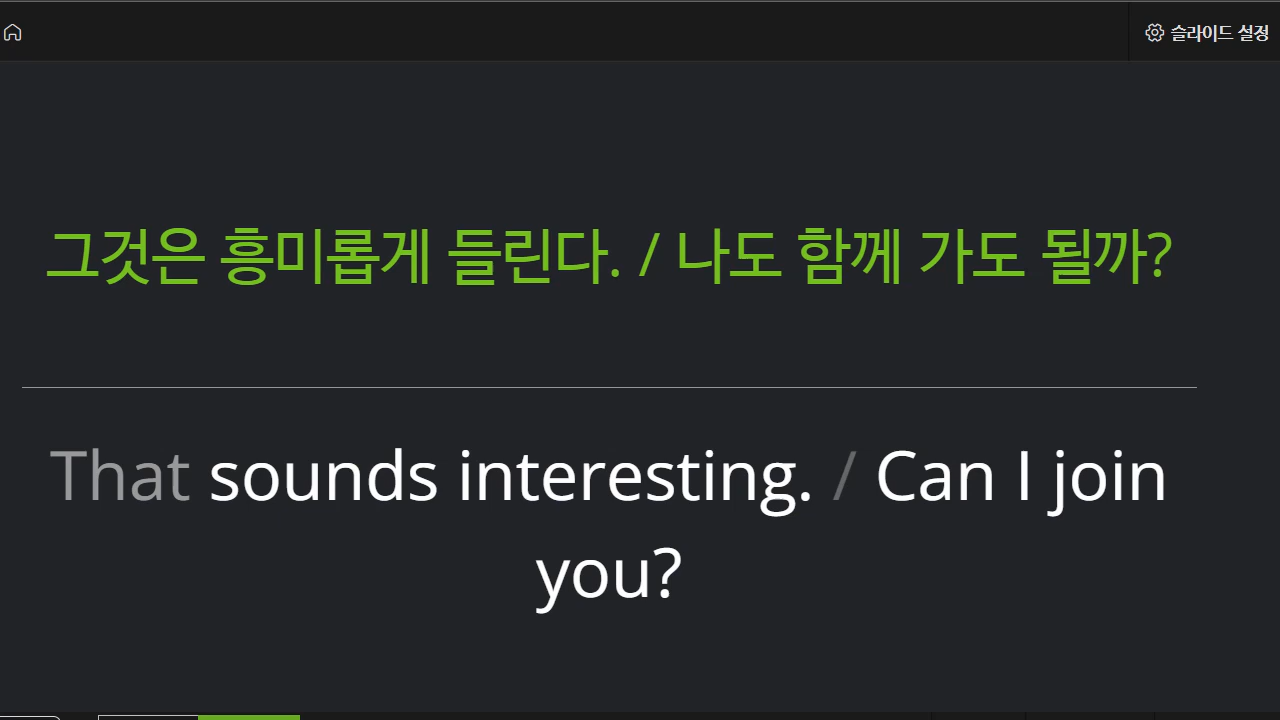 슬라이드 설정
그것은 흥미롭게 들린다. / 나도 함께 가도 될까?
That sounds interesting. / Can I join
you?